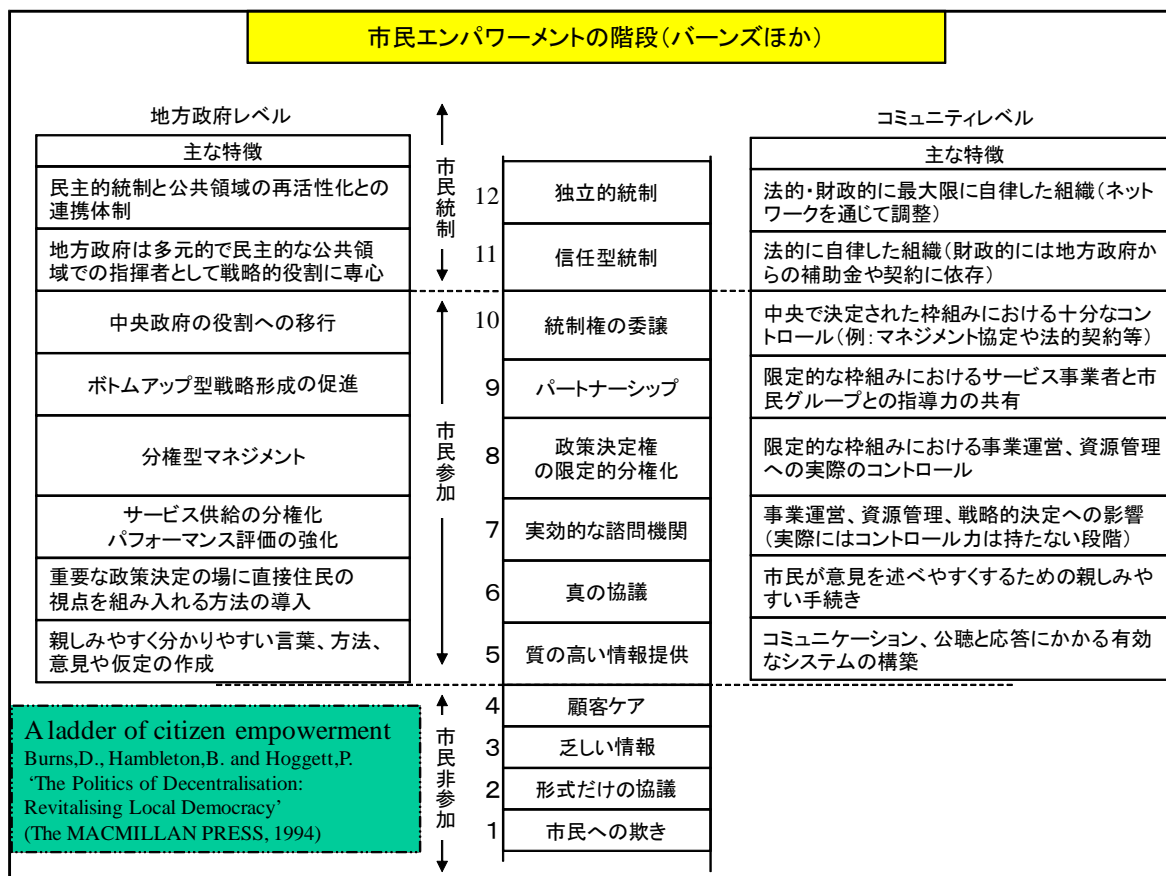 市民エンパワーメントの階段(バーンズほか)
地方政府レベル
主な特徴
民主的統制と公共領域の再活性化との
連携体制
地方政府は多元的で民主的な公共領
域での指揮者として戦略的役割に専心
中央政府の役割への移行
ボトムアップ型戦略形成の促進
分権型マネジメント
サービス供給の分権化
パフォーマンス評価の強化
重要な政策決定の場に直接住民の
視点を組み入れる方法の導入
親しみやすく分かりやすい言葉、方法、
意見や仮定の作成
市民統制
市民参加
市民非参加
12 独立的統制
11 信任型統制
10 統制権の委譲
9 パートナーシップ
8 政策決定権
の限定的分権化
7 実効的な諮問機関
6 真の協議
5 質の高い情報提供
4 顧客ケア
3 乏しい情報
2 形式だけの協議
1 市民への欺き
コミュニティレベル
主な特徴
法的・財政的に最大限に自律した組織(ネット
ワークを通じて調整)
法的に自律した組織(財政的には地方政府か
らの補助金や契約に依存)
中央で決定された枠組みにおける十分なコン
トロール(例:マネジメント協定や法的契約等)
限定的な枠組みにおけるサービス事業者と市
民グループとの指導力の共有
限定的な枠組みにおける事業運営、資源管理
への実際のコントロール
事業運営、資源管理、戦略的決定への影響
(実際にはコントロール力は持たない段階)
市民が意見を述べやすくするための親しみや
すい手続き
コミュニケーション、公聴と応答にかかる有効
なシステムの構築
A ladder of citizen empowerment
Burns,D., Hambleton,B. and Hoggett,P.
‘The Politics of Decentralisation:
Revitalising Local Democracy’
(The MACMILLAN PRESS, 1994)